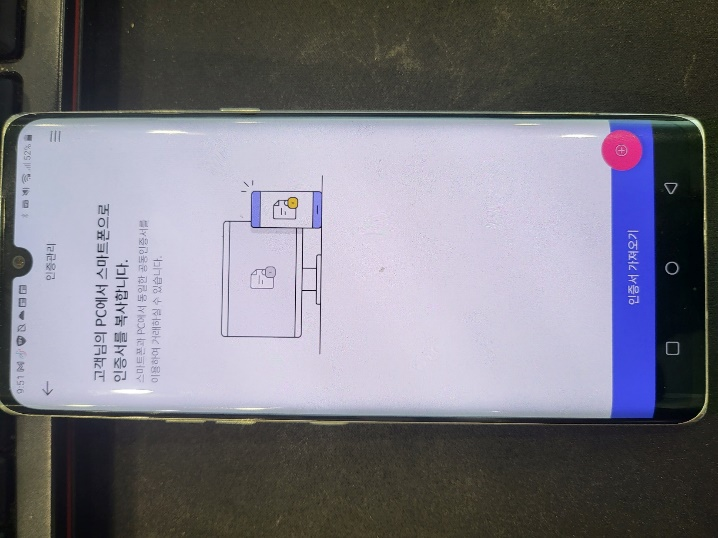 9:51
52%
인증관리
고객님의 PC에서 스마트폰으로
인증서를 복사합니다.
스마트폰과 PC에서 동일한 공동인증서를
이용하여 거래하실 수 있습니다.
인증서 가져오기